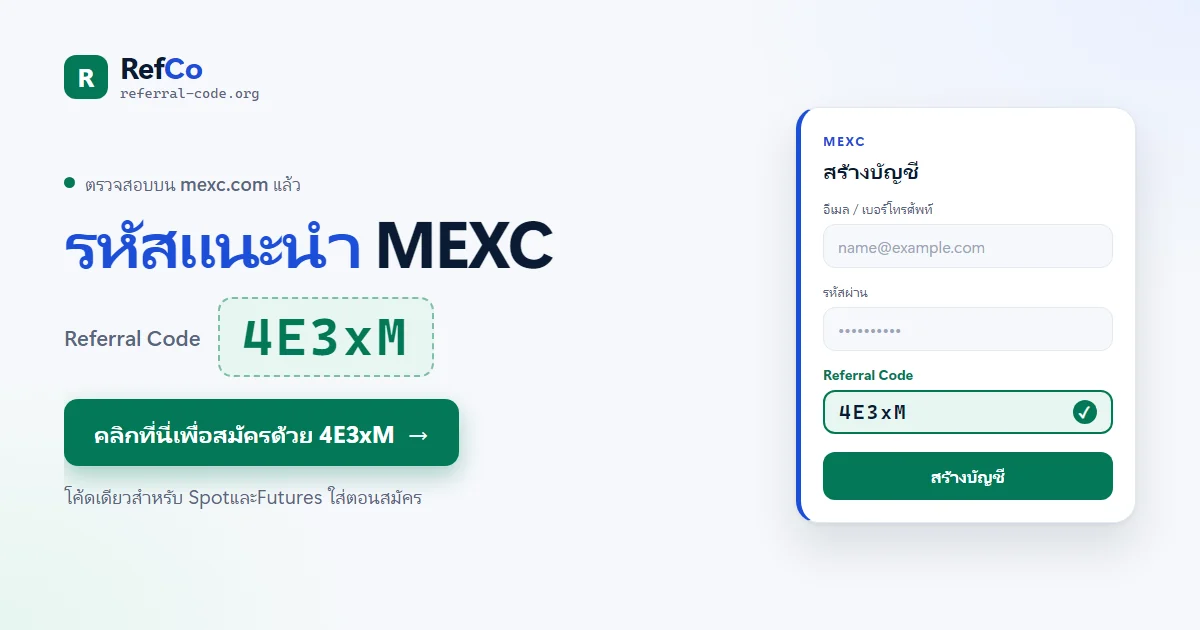 R
RefCo
referral-code.org
ตรวจสอบบน mexc.com แล้ว
รหัสแนะนำ MEXC
Referral Code 4E3xM
คลิกที่นี่เพื่อสมัครด้วย 4E3xM →
โค้ดเดียวสำหรับ SpotและFutures ใส่ตอนสมัคร
MEXC
สร้างบัญชี
อีเมล / เบอร์โทรศัพท์
name@example.com
รหัสผ่าน
••••••••••
Referral Code
4E3xM ✓
สร้างบัญชี